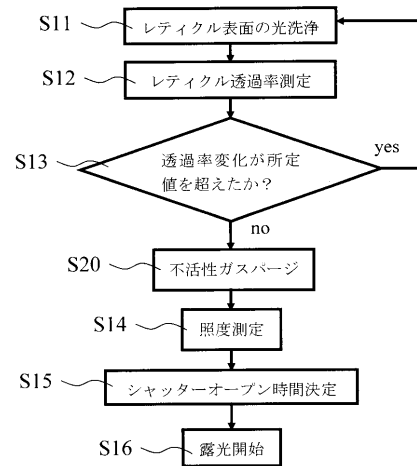 S11
レティクル表面の光洗浄
S12
レティクル透過率測定
S13
透過率変化が所定
値を超えたか？
yes
no
S20
不活性ガスパージ
S14
照度測定
S15
シャッターオープン時間決定
S16
露光開始